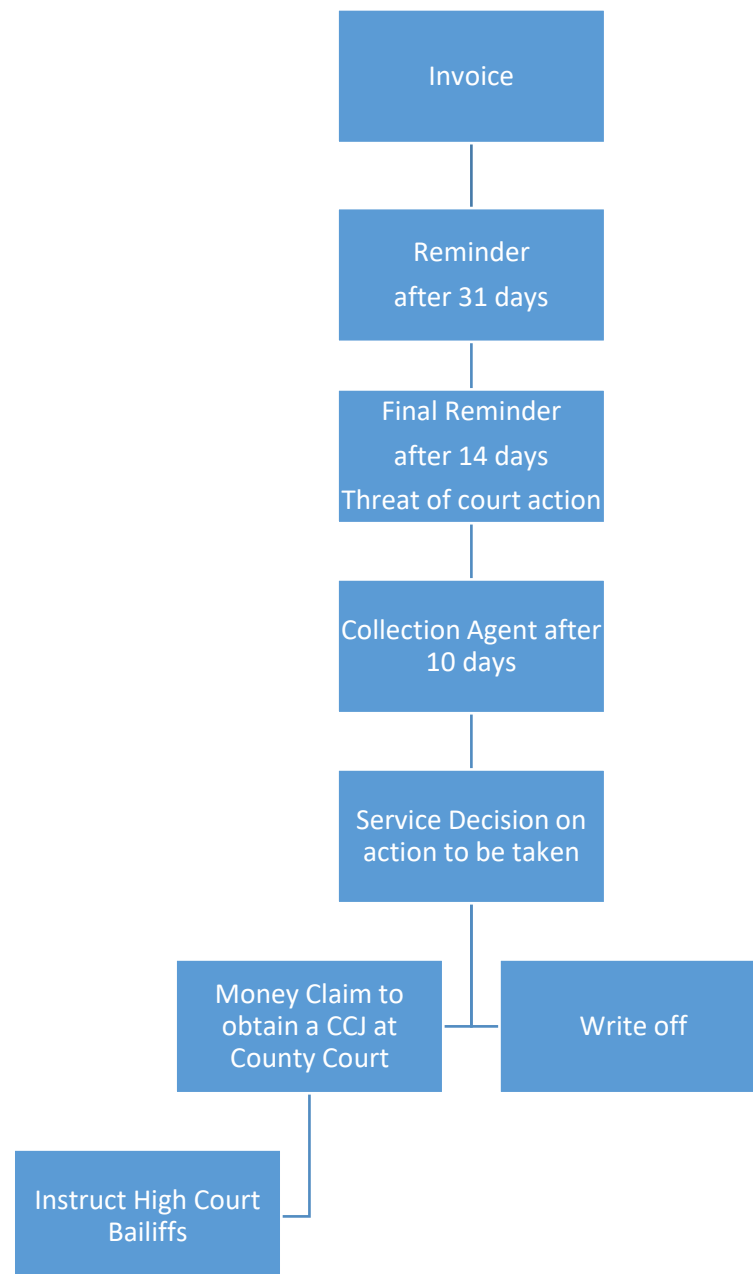 Invoice
Reminder
after 31 days
Final Reminder
after 14 days
Threat of court action
Collection Agent after
10 days
Service Decision on
action to be taken
Money Claim to
obtain a CCJ at
County Court
Write off
Instruct High Court
Bailiffs